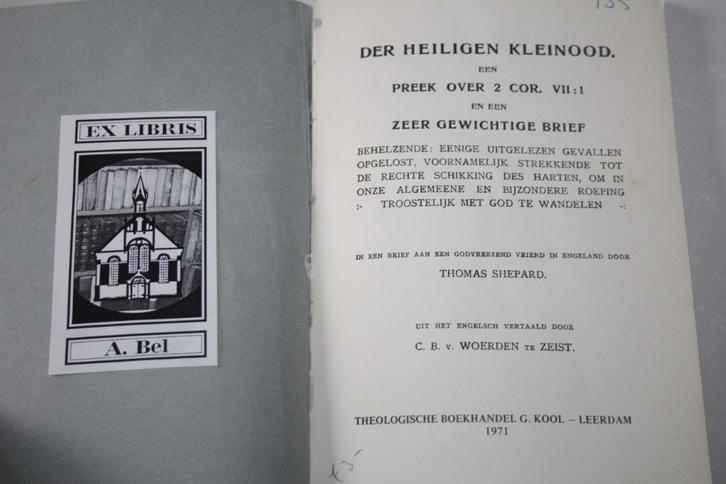 EX LIBRIS
A. Bel
DER HEILIGEN KLEINOOD.
EEN
PREEK OVER 2 COR. VII : 1
EN EEN
ZEER GEWICHTIGE BRIEF
BEHELZENDE: EENIGE UITGELEZEN GEVALLEN
OPGELOST, VOORNAMELIJK STREKKENDE TOT
DE RECHTE SCHIKKING DES HARTEN, OM IN
ONZE ALGEMEENE EN BIJZONDERE ROEPING
:- TROOSTELIJK MET GOD TE WANDELEN -:
IN EEN BRIEF AAN EEN GODVREEZEND VRIEND IN ENGELAND DOOR
THOMAS SHEPARD.
UIT HET ENGELSCH VERTAALD DOOR
C. B. v. WOERDEN TE ZEIST.
THEOLOGISCHE BOEKHANDEL G. KOOL – LEERDAM
1971